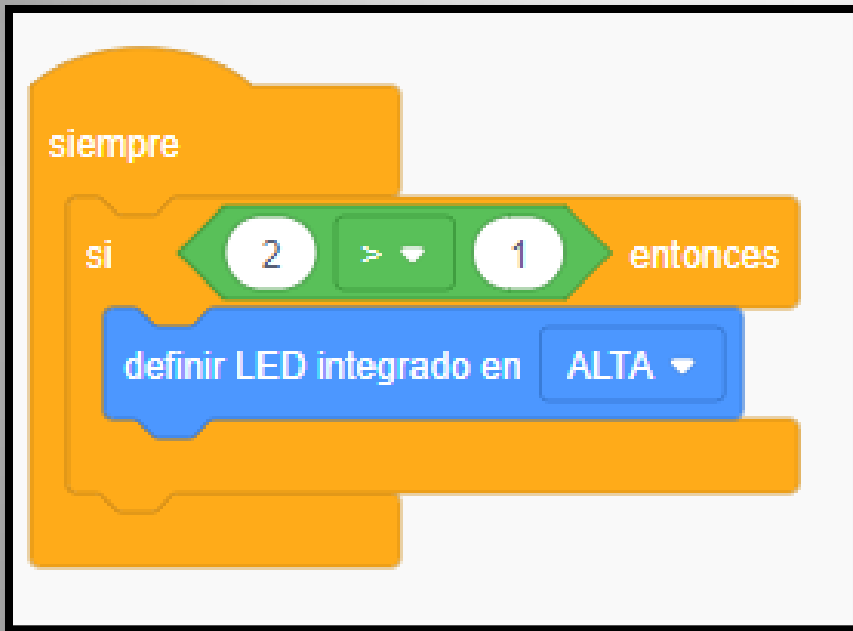 siempre
si 2 > 1 entonces
definir LED integrado en ALTA